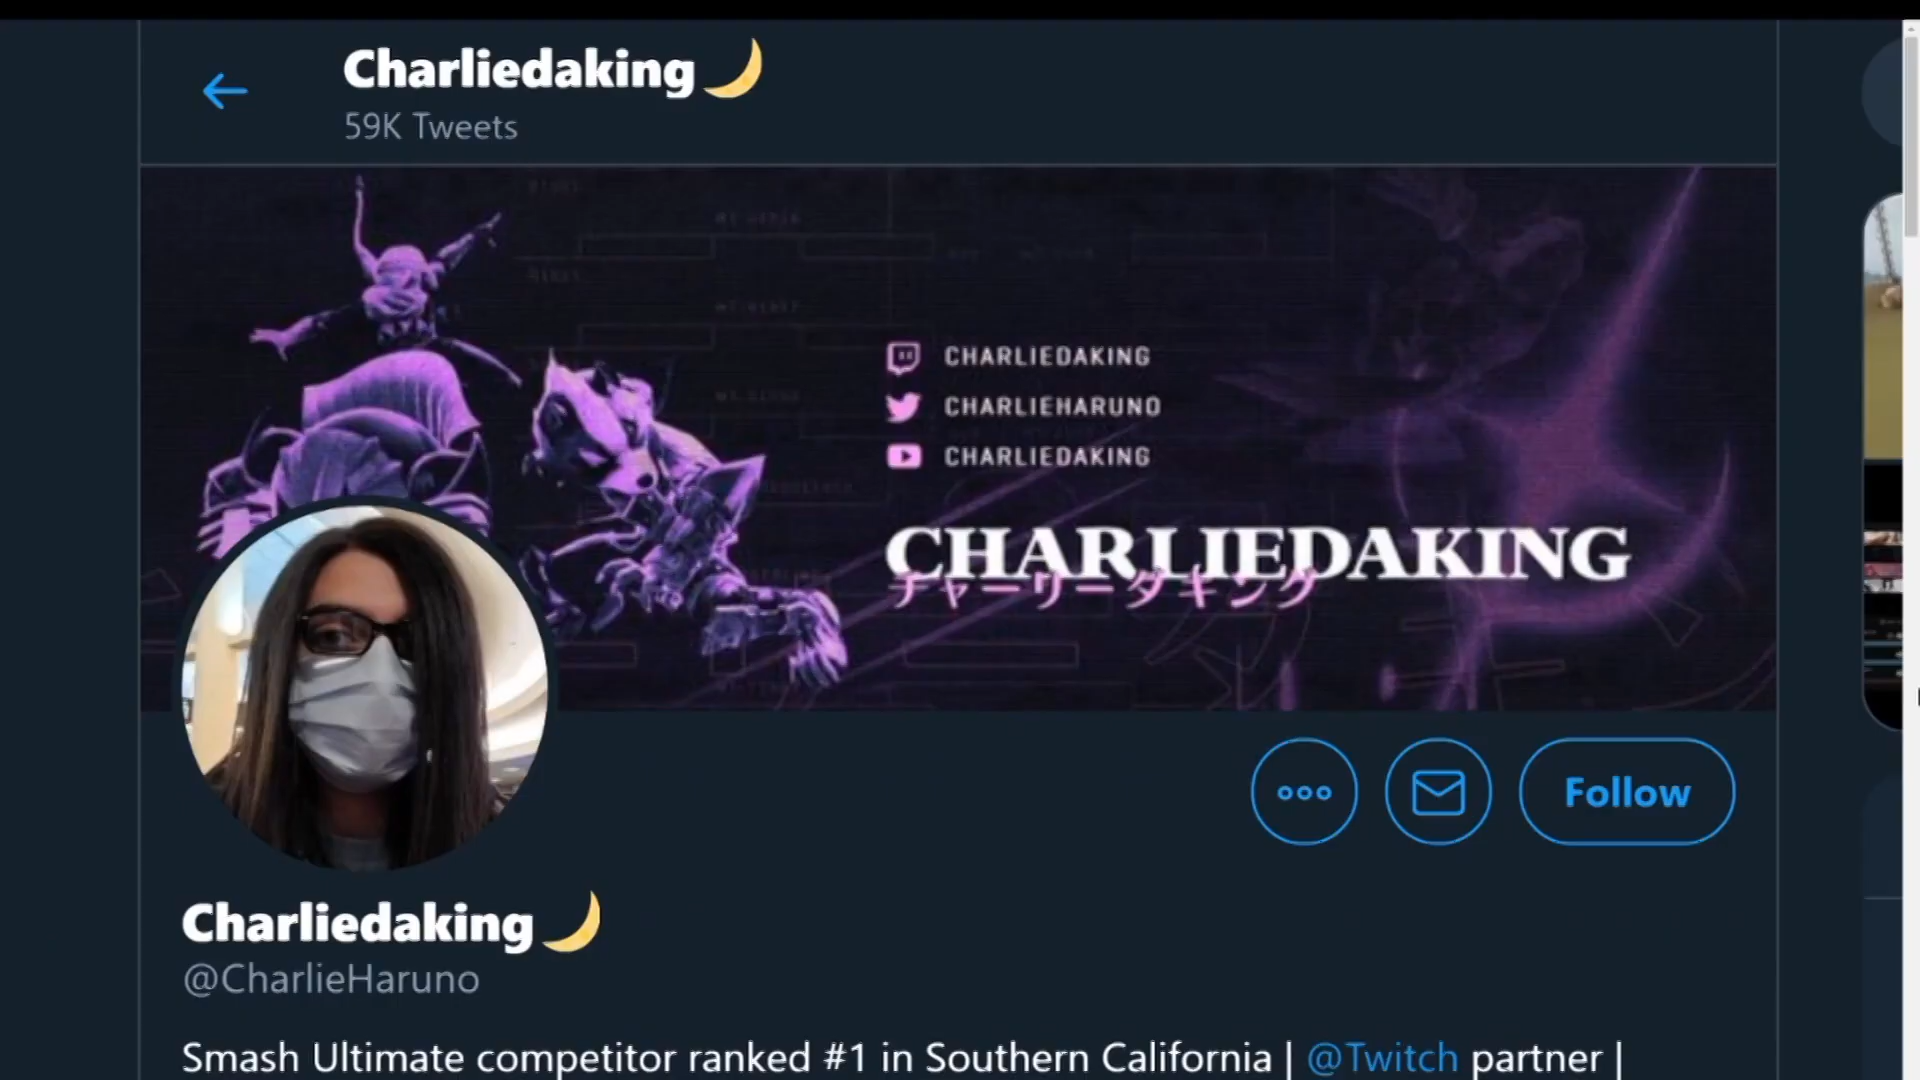 Charliedaking🌙
59K Tweets
CHARLIEDAKING
CHARLIEHARUNO
CHARLIEDAKING
CHARLIEDAKING
チャーリーダキング
Follow
Charliedaking🌙
@CharlieHaruno
Smash Ultimate competitor ranked #1 in Southern California | @Twitch partner |